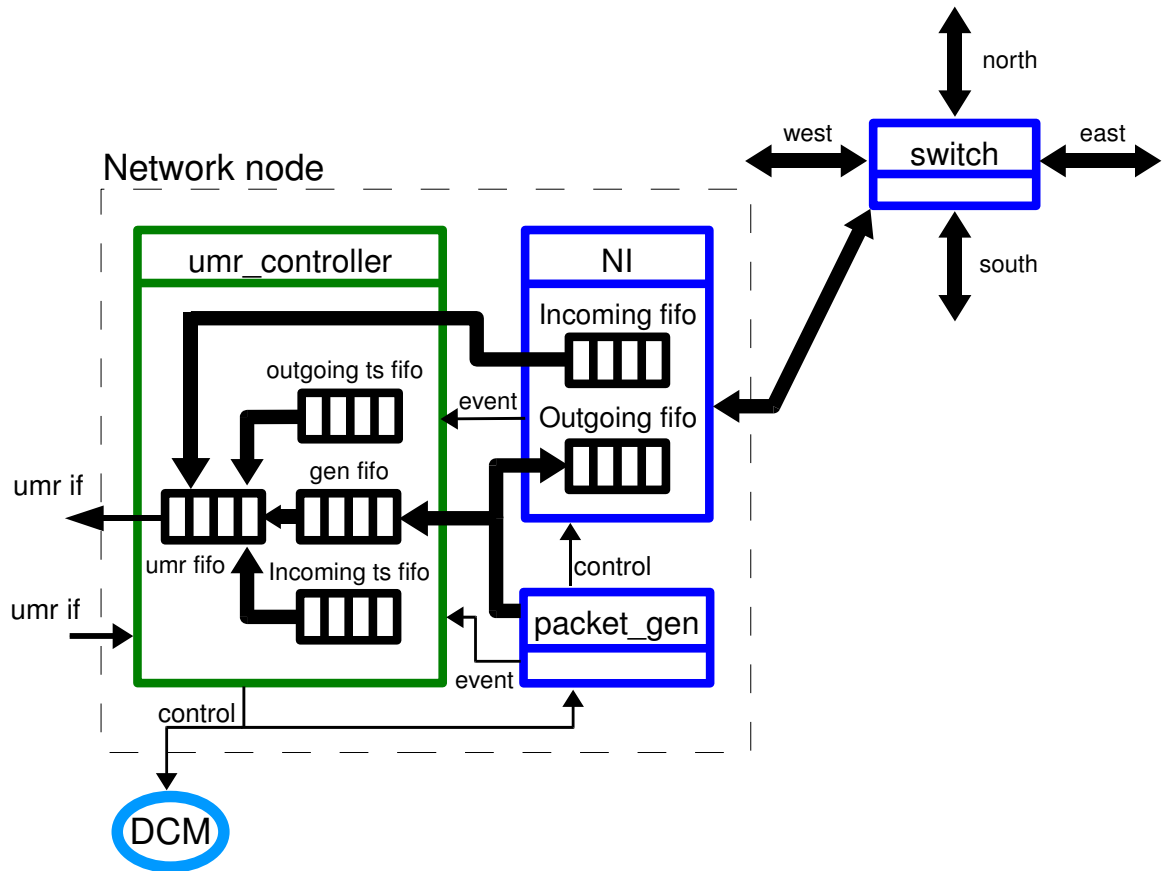 north
west
east
switch
Network node
south
umr_controller
NI
Incoming fifo
outgoing ts fifo
event
Outgoing fifo
gen fifo
umr if
umr fifo
Incoming ts fifo
control
umr if
packet_gen
event
control
DCM